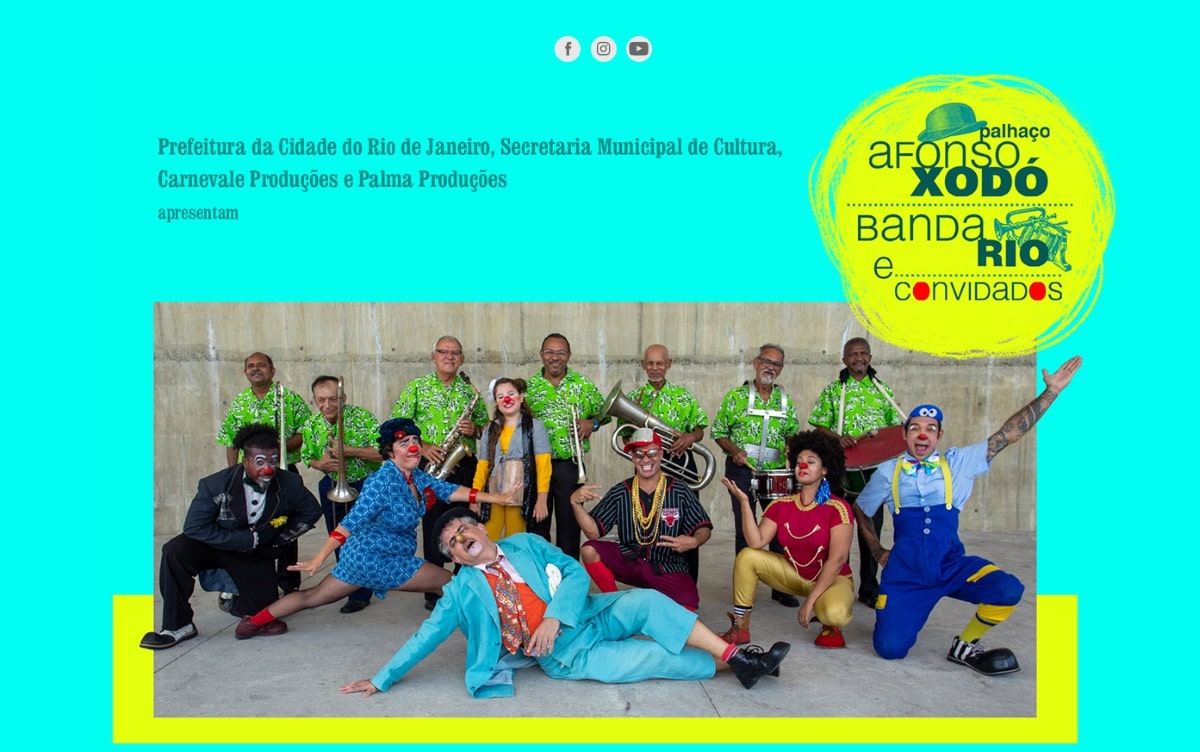 Prefeitura da Cidade do Rio de Janeiro, Secretaria Municipal de Cultura,
Carnevale Produções e Palma Produções
apresentam
palhaço
aFonso
XODÓ
BanDa
RIO
e
conviDaDos